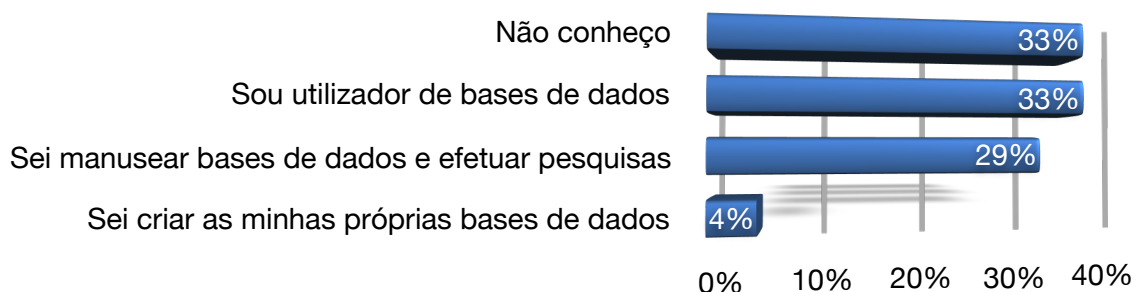 Não conheço
33%
Sou utilizador de bases de dados
33%
Sei manusear bases de dados e efetuar pesquisas
29%
Sei criar as minhas próprias bases de dados
4%
0% 10% 20% 30% 40%